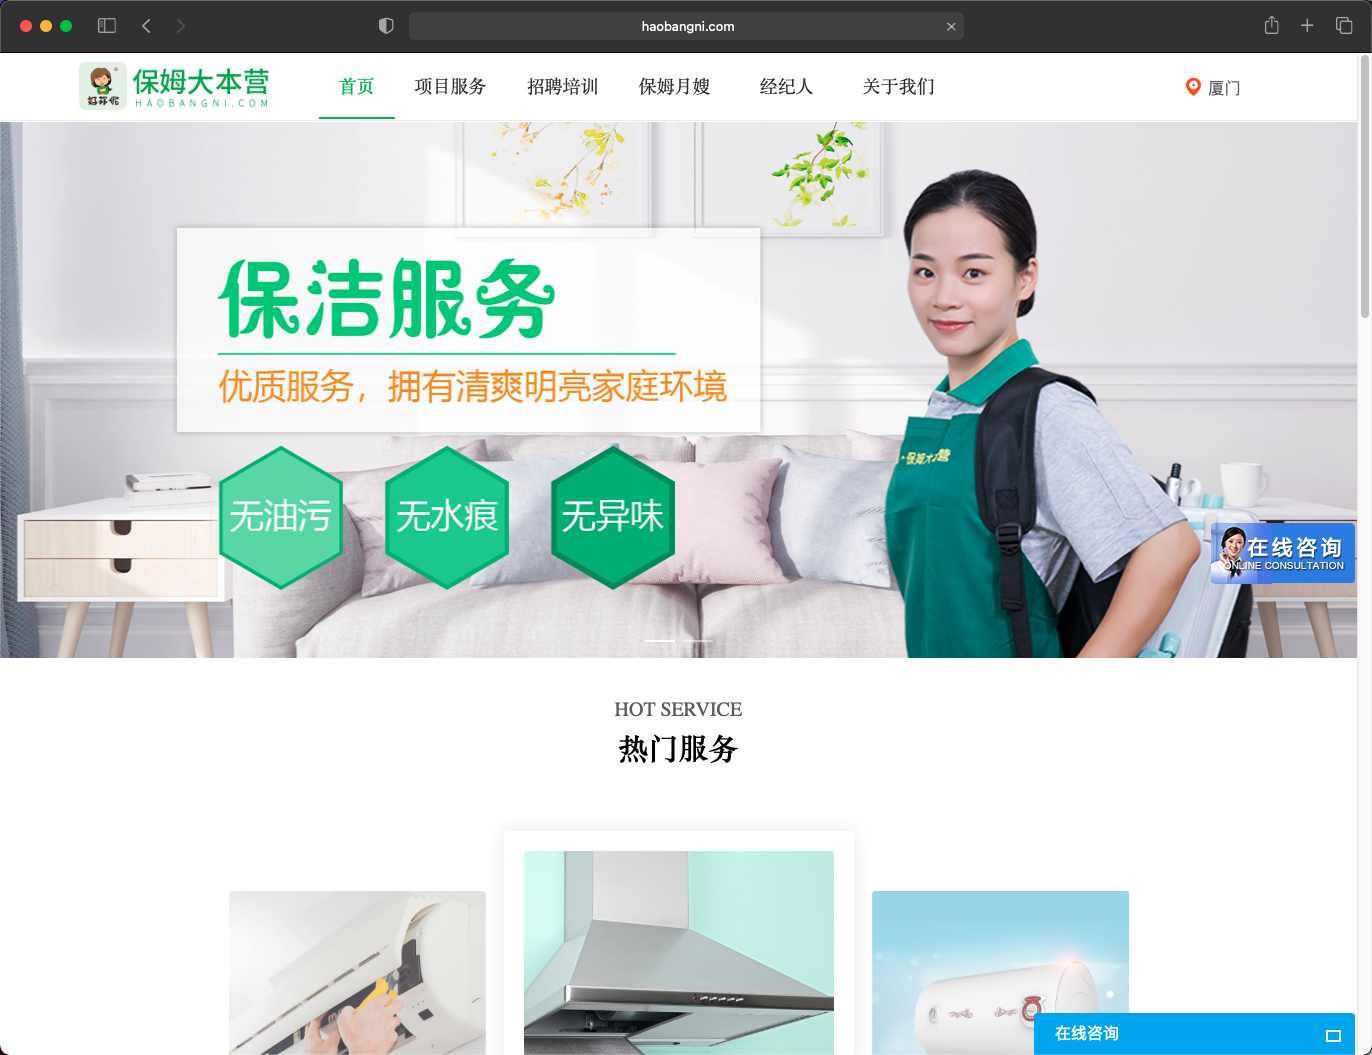 haobangni.com
好帮你
保姆大本营
HAOBANGNI.COM
首页
项目服务
招聘培训
保姆月嫂
经纪人
关于我们
厦门
保洁服务
优质服务，拥有清爽明亮家庭环境
无油污
无水痕
无异味
保姆大本营
在线咨询
ONLINE CONSULTATION
HOT SERVICE
热门服务
在线咨询